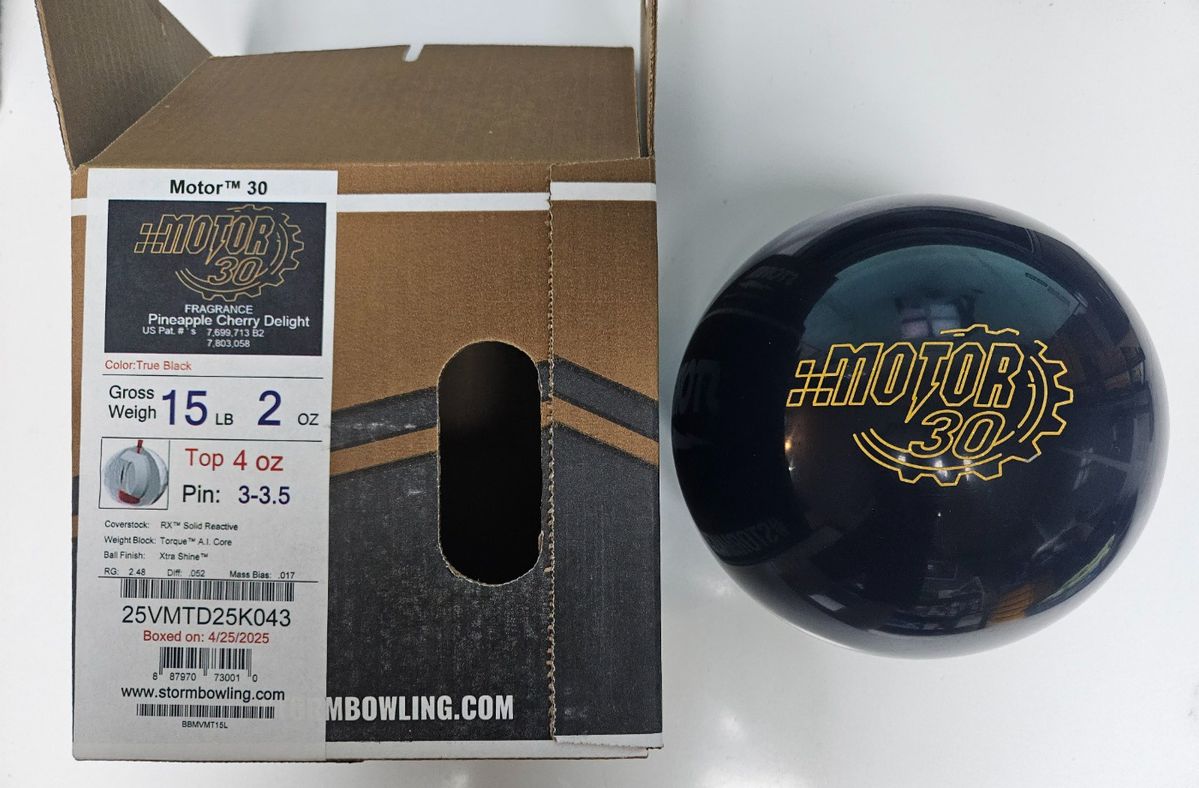 Motor™ 30
MOTOR
30
FRAGRANCE
Pineapple Cherry Delight
US Pat. #'s 7,699,713 B2
7,803,058
Color:True Black
Gross
Weigh 15 LB 2 OZ
Top 4 oz
Pin: 3-3.5
Coverstock: RX™ Solid Reactive
Weight Block: Torque™ A.I. Core
Ball Finish: Xtra Shine™
RG: 2.48 Diff: .052 Mass Bias: .017
25VMTD25K043
Boxed on: 4/25/2025
8 87970 73001 0
www.stormbowling.com
BBMVMT15L
RMBOWLING.COM
MOTOR
30